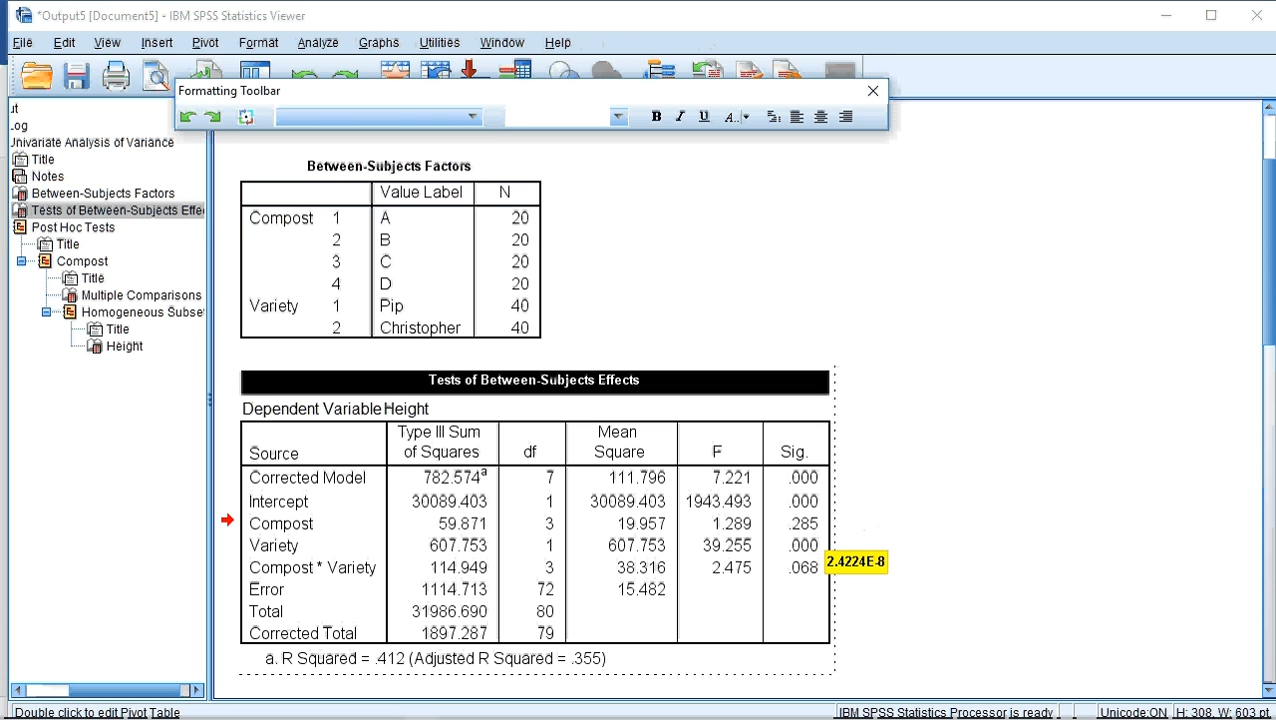 *Output5 [Document5] - IBM SPSS Statistics Viewer
File Edit View Insert Pivot Format Analyze Graphs Utilities Window Help
Formatting Toolbar
B I U A..
ıt
.og
Jnivariate Analysis of Variance
Title
Notes
Between-Subjects Factors
Tests of Between-Subjects Effe
Post Hoc Tests
Title
Compost
Title
Multiple Comparisons
Homogeneous Subset
Title
Height
Between-Subjects Factors
Value Label N
Compost 1 A 20
2 B 20
3 C 20
4 D 20
Variety 1 Pip 40
2 Christopher 40
Tests of Between-Subjects Effects
Dependent Variable Height
Source Type III Sum of Squares df Mean Square F Sig.
Corrected Model 782.574a 7 111.796 7.221 .000
Intercept 30089.403 1 30089.403 1943.493 .000
Compost 59.871 3 19.957 1.289 .285
Variety 607.753 1 607.753 39.255 .000
2.4224E-8
Compost * Variety 114.949 3 38.316 2.475 .068
Error 1114.713 72 15.482
Total 31986.690 80
Corrected Total 1897.287 79
a. R Squared = .412 (Adjusted R Squared = .355)
Double click to edit Pivot Table IBM SPSS Statistics Processor is ready Unicode:ON H: 308, W: 603 pt.